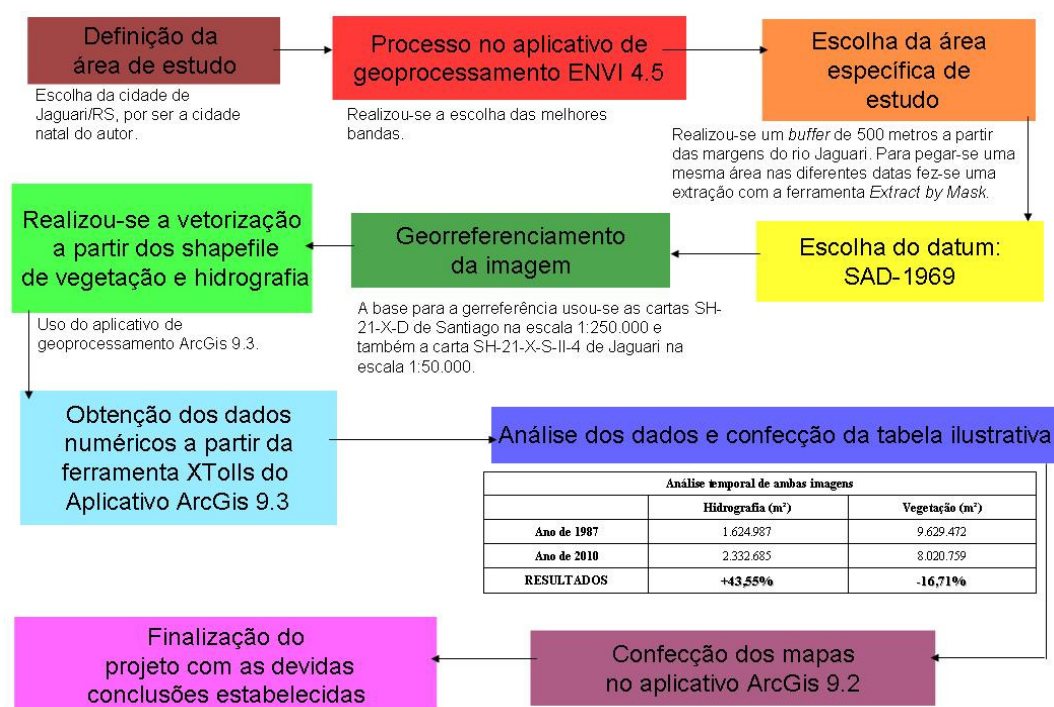 Definição da
área de estudo
Escolha da cidade de
Jaguari/RS, por ser a cidade
natal do autor.
Processo no aplicativo de
geoprocessamento ENVI 4.5
Realizou-se a escolha das melhores
bandas.
Escolha da área
específica de
estudo
Realizou-se um buffer de 500 metros a partir
das margens do rio Jaguari. Para pegar-se uma
mesma área nas diferentes datas fez-se uma
extração com a ferramenta Extract by Mask.
Escolha do datum:
SAD-1969
Georreferenciamento
da imagem
A base para a gerreferência usou-se as cartas SH-
21-X-D de Santiago na escala 1:250.000 e
também a carta SH-21-X-S-II-4 de Jaguari na
escala 1:50.000.
Realizou-se a vetorização
a partir dos shapefile
de vegetação e hidrografia
Uso do aplicativo de
geoprocessamento ArcGis 9.3.
Obtenção dos dados
numéricos a partir da
ferramenta XTolls do
Aplicativo ArcGis 9.3
Análise dos dados e confecção da tabela ilustrativa
Análise temporal de ambas imagens
Hidrografia (m²) Vegetação (m²)
Ano de 1987 1.624.987 9.629.472
Ano de 2010 2.332.685 8.020.759
RESULTADOS +43,55% -16,71%
Confecção dos mapas
no aplicativo ArcGis 9.2
Finalização do
projeto com as devidas
conclusões estabelecidas